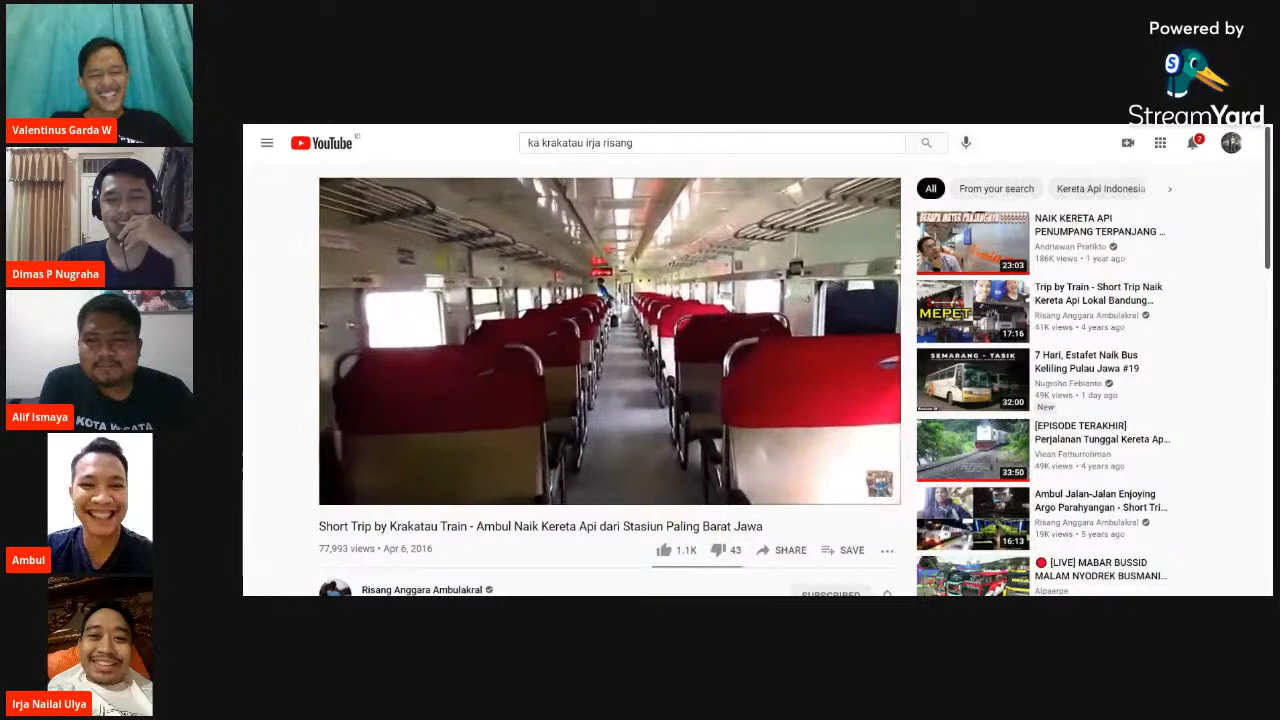 Valentinus Garda W
Dimas P Nugraha
KOTA WISATA
Alif Ismaya
Ambul
Irja Nailal Ulya
Powered by
S
StreamYard
YouTube ID
ka krakatau irja risang
2
Short Trip by Krakatau Train - Ambul Naik Kereta Api dari Stasiun Paling Barat Jawa
77,993 views • Apr 6, 2016
1.1K
43
SHARE
SAVE
Risang Anggara Ambulakral
SUBSCRIBED
All
From your search
Kereta Api Indonesia
23:03
NAIK KERETA API
PENUMPANG TERPANJANG ...
Andriawan Pratikto
186K views • 1 year ago
MEPET
17:16
Trip by Train - Short Trip Naik
Kereta Api Lokal Bandung...
Risang Anggara Ambulakral
41K views • 4 years ago
SEMARANG - TASIK
32:00
7 Hari, Estafet Naik Bus
Keliling Pulau Jawa #19
Nugroho Febianto
49K views • 1 day ago
New
33:50
[EPISODE TERAKHIR]
Perjalanan Tunggal Kereta Ap...
Viean Fathurrohman
49K views • 4 years ago
16:13
Ambul Jalan-Jalan Enjoying
Argo Parahyangan - Short Tri...
Risang Anggara Ambulakral
19K views • 5 years ago
[LIVE] MABAR BUSSID
MALAM NYODREK BUSMANI...
Alpaerpe